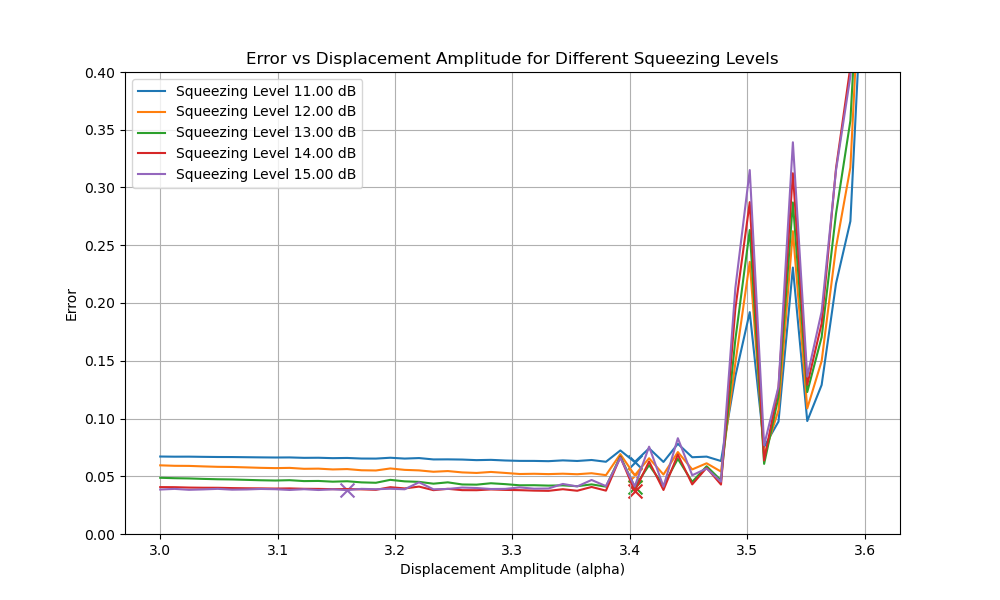 Error vs Displacement Amplitude for Different Squeezing Levels
Squeezing Level 11.00 dB
Squeezing Level 12.00 dB
Squeezing Level 13.00 dB
Squeezing Level 14.00 dB
Squeezing Level 15.00 dB
Error
0.40
0.35
0.30
0.25
0.20
0.15
0.10
0.05
0.00
3.0 3.1 3.2 3.3 3.4 3.5 3.6
Displacement Amplitude (alpha)